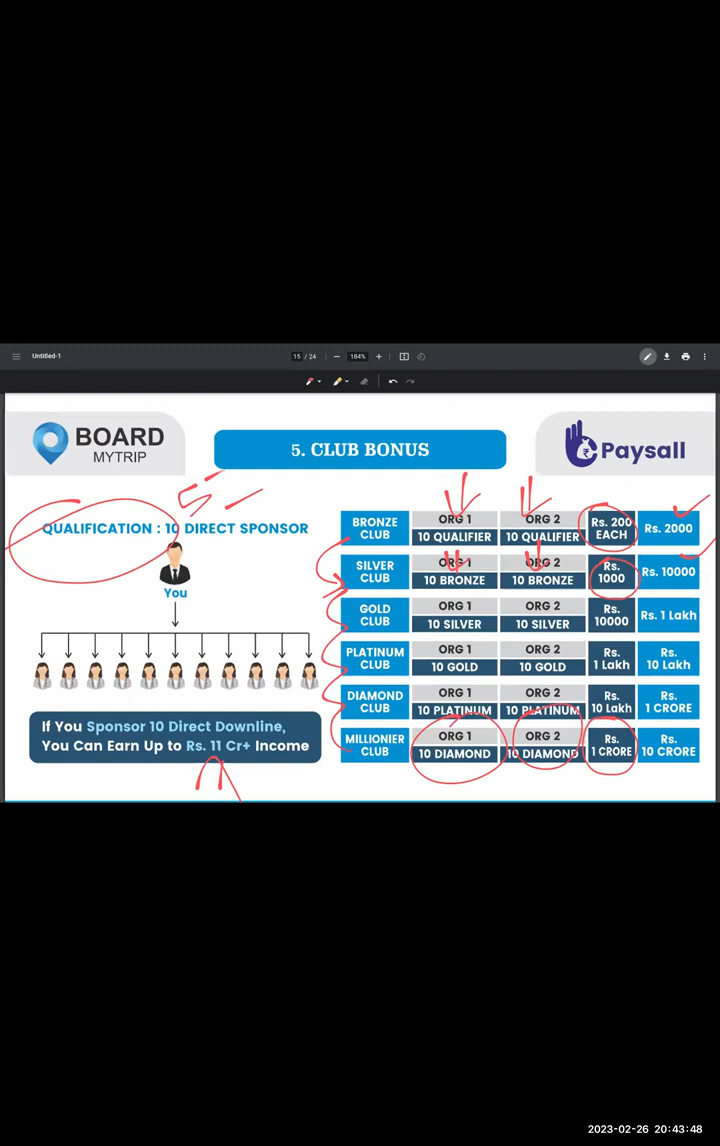 Untitled-1
15 / 24
184%
BOARD
MYTRIP
5. CLUB BONUS
Paysall
5
QUALIFICATION : 10 DIRECT SPONSOR
You
If You Sponsor 10 Direct Downline,
You Can Earn Up to Rs. 11 Cr+ Income
BRONZE CLUB ORG 1 10 QUALIFIER ORG 2 10 QUALIFIER Rs. 200 EACH Rs. 2000
SILVER CLUB ORG 1 10 BRONZE ORG 2 10 BRONZE Rs. 1000 Rs. 10000
GOLD CLUB ORG 1 10 SILVER ORG 2 10 SILVER Rs. 10000 Rs. 1 Lakh
PLATINUM CLUB ORG 1 10 GOLD ORG 2 10 GOLD Rs. 1 Lakh Rs. 10 Lakh
DIAMOND CLUB ORG 1 10 PLATINUM ORG 2 10 PLATINUM Rs. 10 Lakh Rs. 1 CRORE
MILLIONIER CLUB ORG 1 10 DIAMOND ORG 2 10 DIAMOND Rs. 1 CRORE Rs. 10 CRORE
2023-02-26 20:43:48